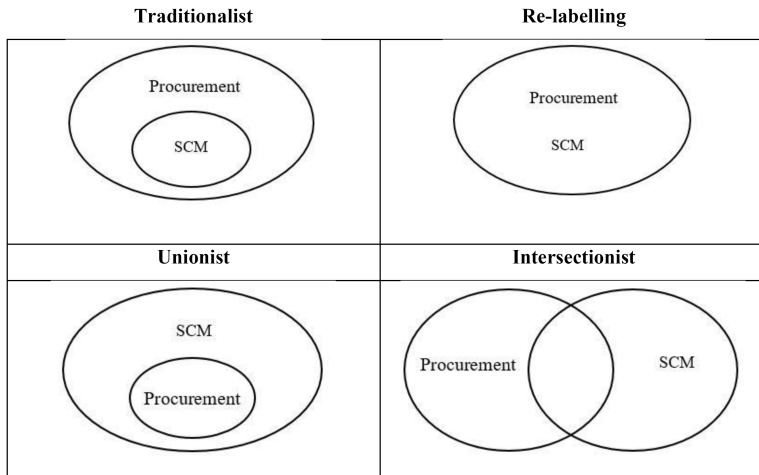 Traditionalist
Re-labelling
Procurement
SCM
Procurement
SCM
Unionist
Intersectionist
SCM
Procurement
Procurement
SCM